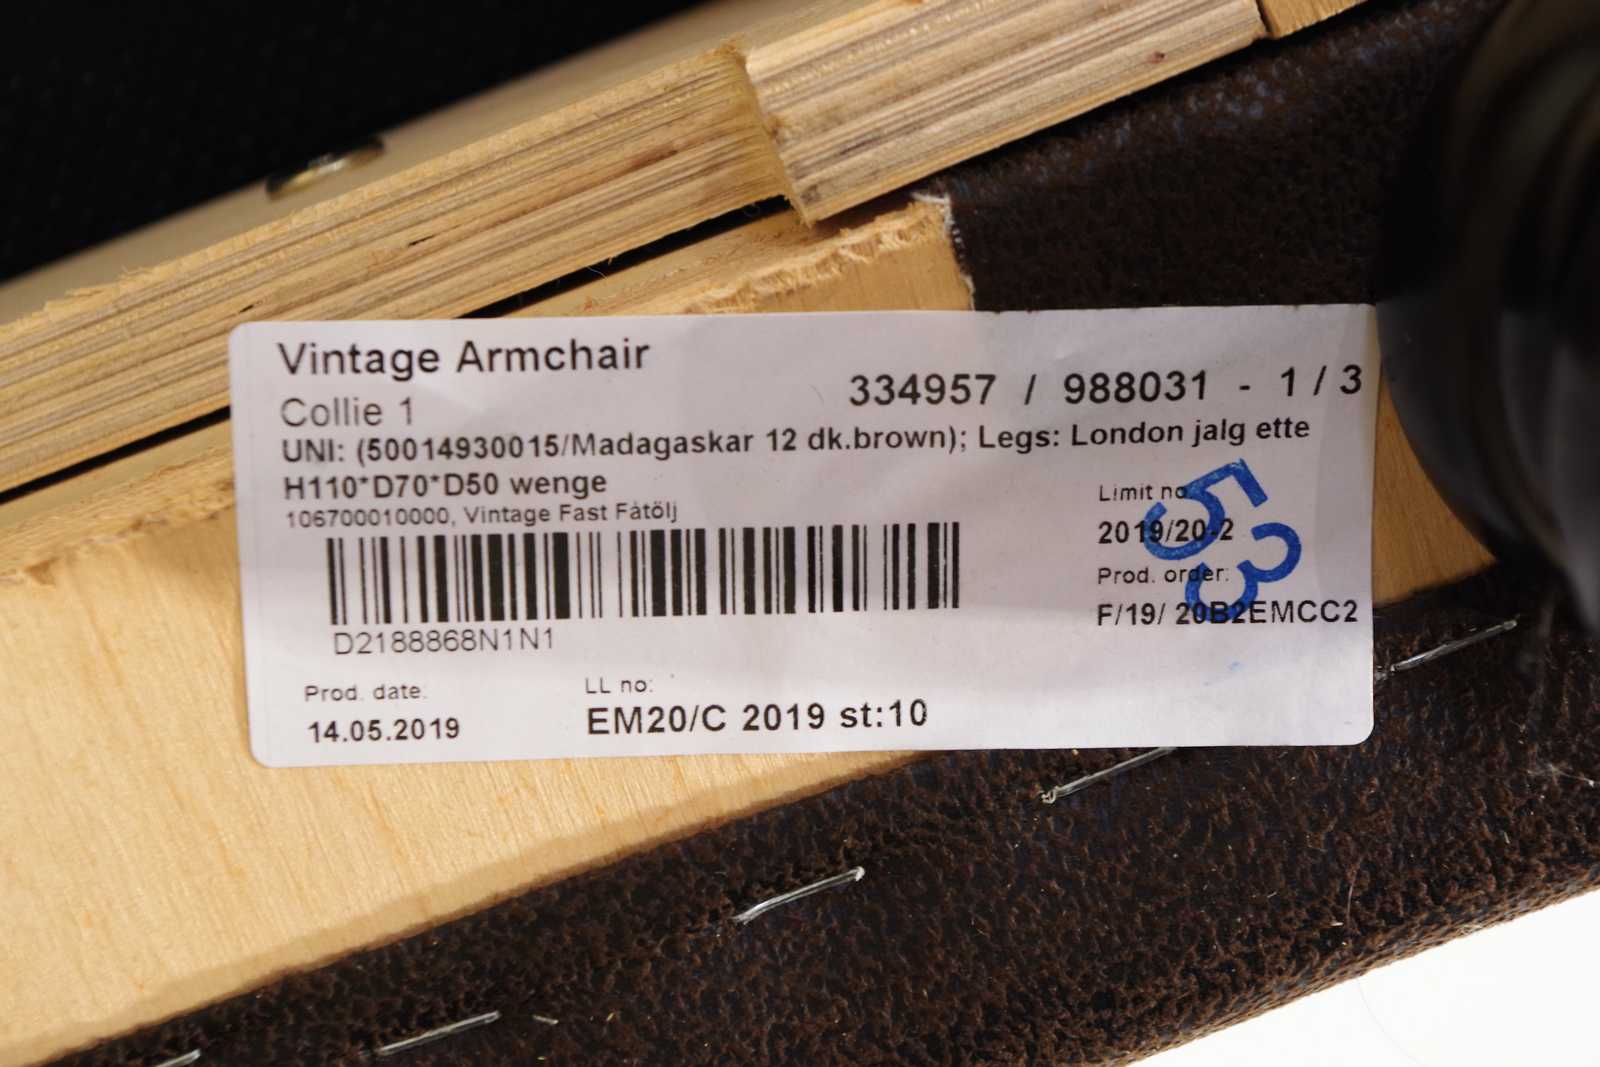 Vintage Armchair
334957 / 988031 - 1 / 3
Collie 1
UNI: (50014930015/Madagaskar 12 dk.brown); Legs: London jalg ette
H110*D70*D50 wenge
106700010000, Vintage Fast Fåtölj
D2188868N1N1
Limit no
2019/20-2
Prod. order:
F/19/ 20B2EMCC2
53
Prod. date:
14.05.2019
LL no:
EM20/C 2019 st:10